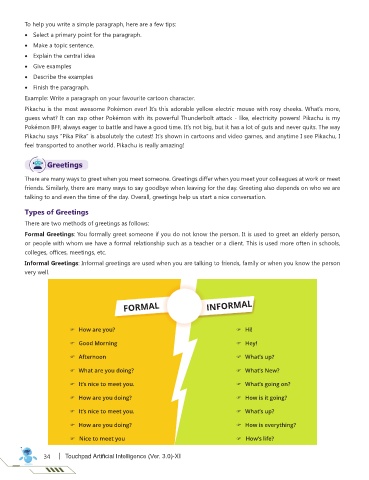 To help you write a simple paragraph, here are a few tips:
• Select a primary point for the paragraph.
• Make a topic sentence.
• Explain the central idea.
• Give examples
• Describe the examples
• Finish the paragraph.
Example: Write a paragraph on your favourite cartoon character.
Pikachu is the most awesome Pokémon ever! It's this adorable yellow electric mouse with rosy cheeks. What's more,
guess what? It can zap other Pokémon with its powerful Thunderbolt attack - like, electricity powers! Pikachu is my
Pokémon BFF, always eager to battle and have a good time. It's not big, but it has a lot of guts and never quits. The way
Pikachu says "Pika Pika" is absolutely the cutest! It's shown in cartoons and video games, and anytime I see Pikachu, I
feel transported to another world. Pikachu is really amazing!
Greetings
There are many ways to greet when you meet someone. Greetings differ when you meet your colleagues at work or meet
friends. Similarly, there are many ways to say goodbye when leaving for the day. Greeting also depends on who we are
talking to and even the time of the day. Overall, greetings help us start a nice conversation.
Types of Greetings
There are two methods of greetings as follows:
Formal Greetings: You formally greet someone if you do not know the person. It is used to greet an elderly person,
or people with whom we have a formal relationship such as a teacher or a client. This is used more often in schools,
colleges, offices, meetings, etc.
Informal Greetings: Informal greetings are used when you are talking to friends, family or when you know the person
very well.
FORMAL
☞ How are you?
☞ Good Morning
☞ Afternoon
☞ What are you doing?
☞ It's nice to meet you.
☞ How are you doing?
☞ It's nice to meet you.
☞ How are you doing?
☞ Nice to meet you
INFORMAL
☞ Hi!
☞ Hey!
☞ What's up?
☞ What's New?
☞ What's going on?
☞ How is it going?
☞ What's up?
☞ How is everything?
☞ How's life?
34 | Touchpad Artificial Intelligence (Ver. 3.0)-XI